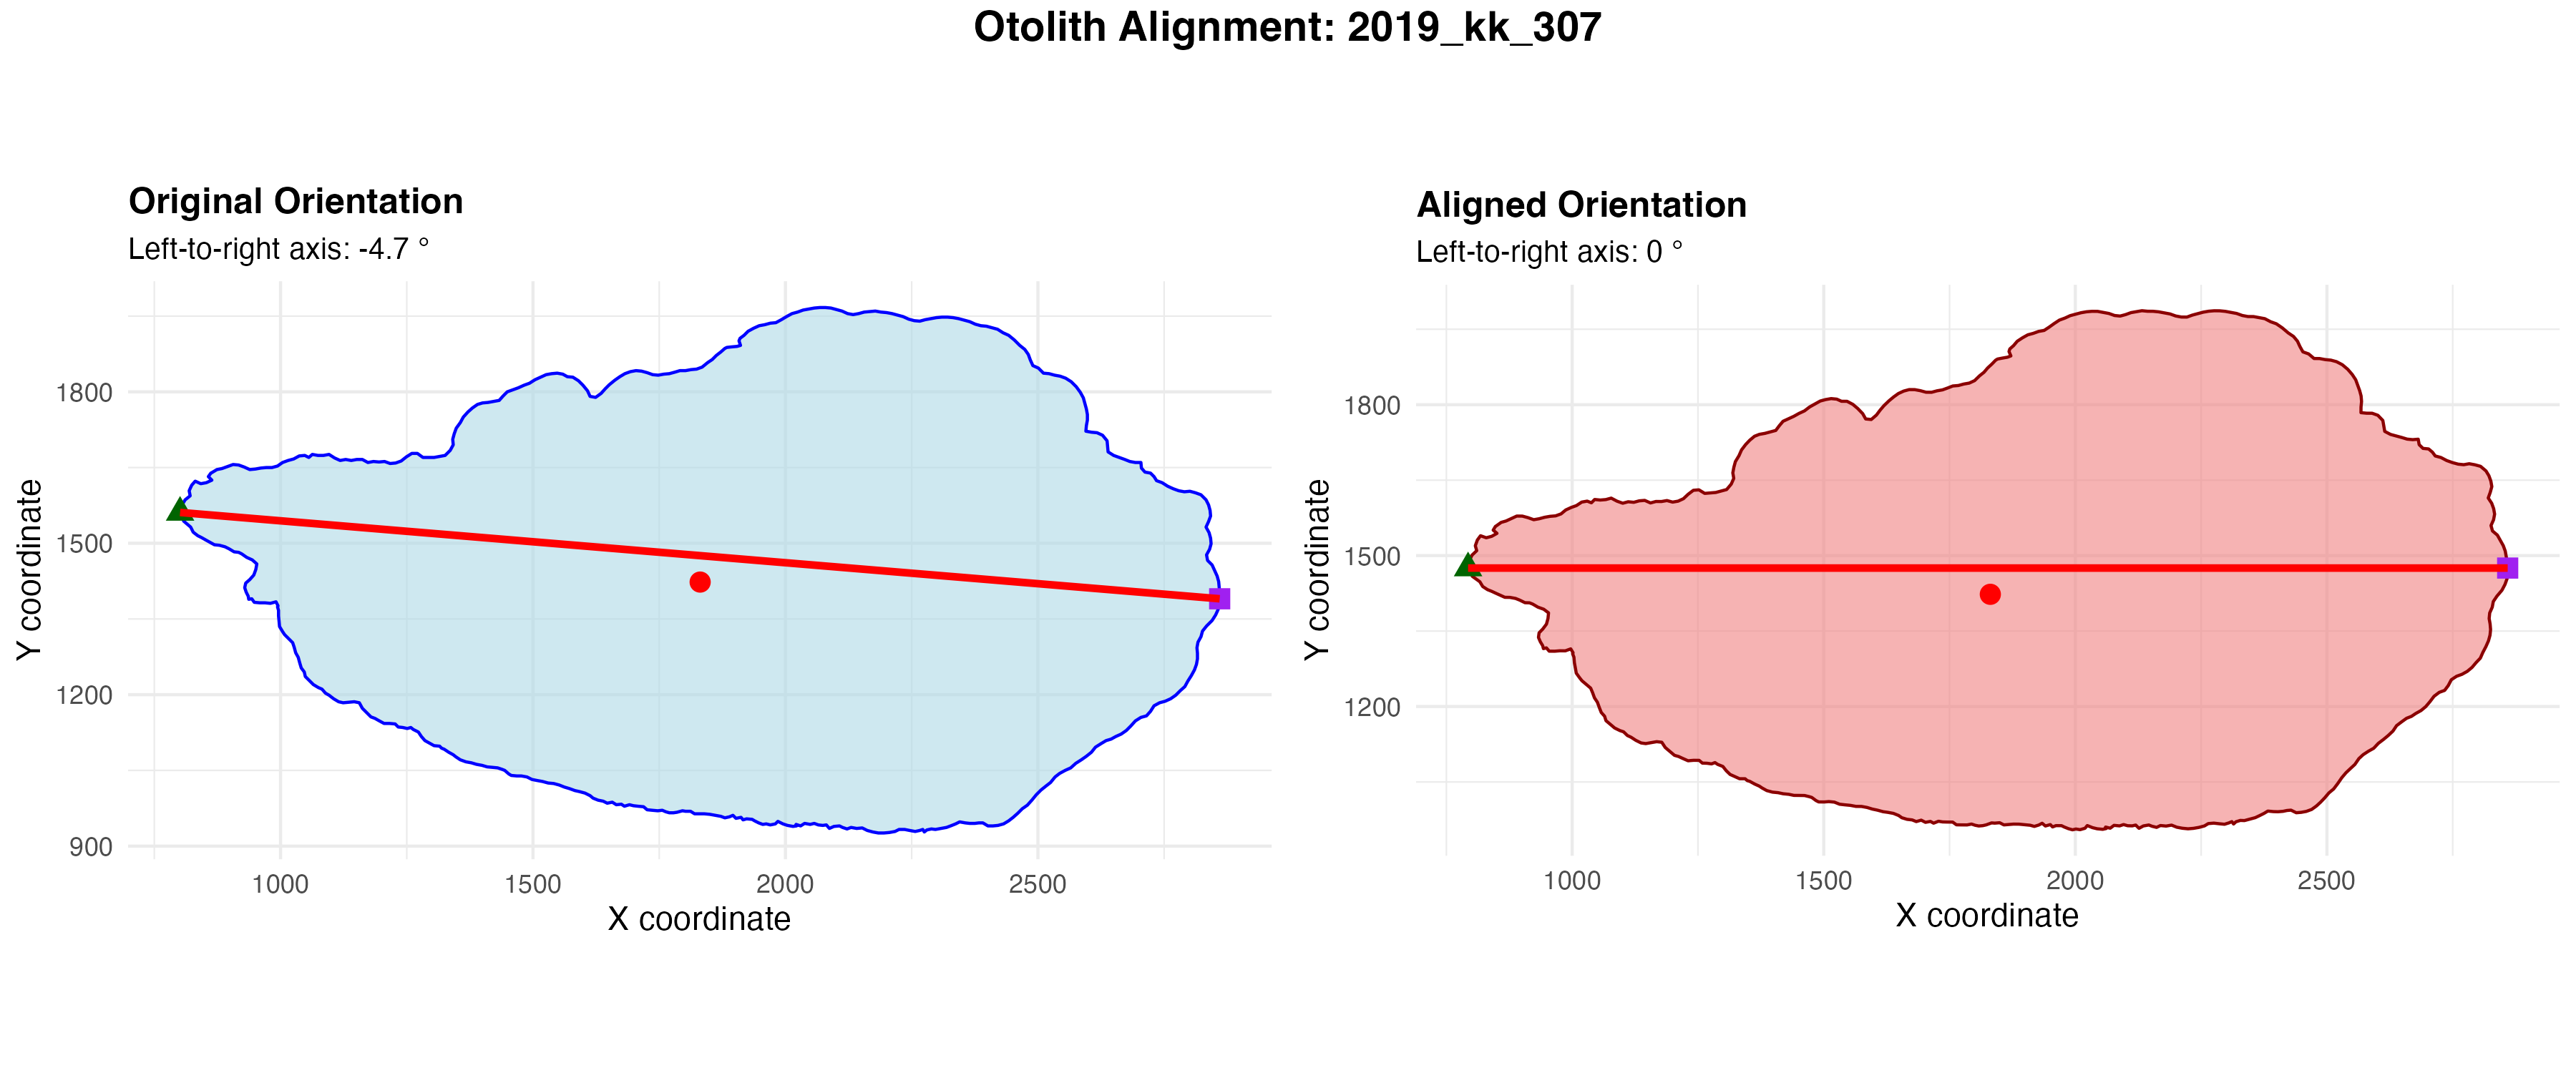 Otolith Alignment: 2019_kk_307
Original Orientation
Left-to-right axis: -4.7 °
1800
1500
1200
900
1000
1500
2000
2500
X coordinate
Y coordinate
Aligned Orientation
Left-to-right axis: 0 °
1800
1500
1200
1000
1500
2000
2500
X coordinate
Y coordinate